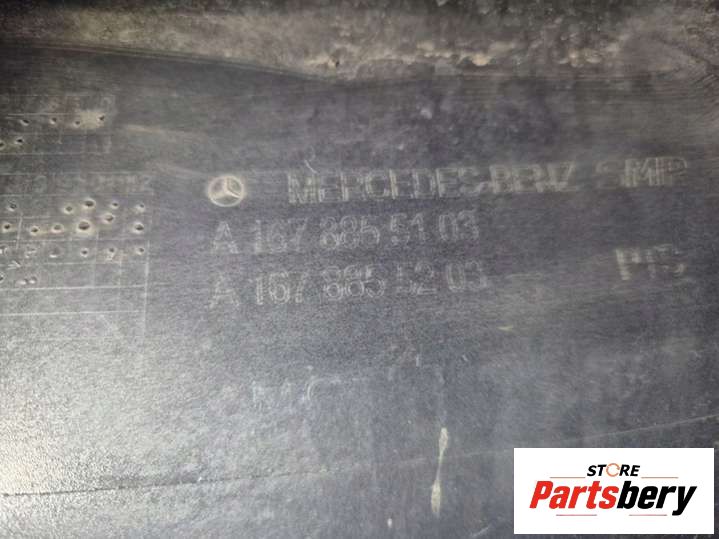 MERCEDES-BENZ SMP
A 167 885 51 03
A 167 885 52 03
STORE
Partsbery